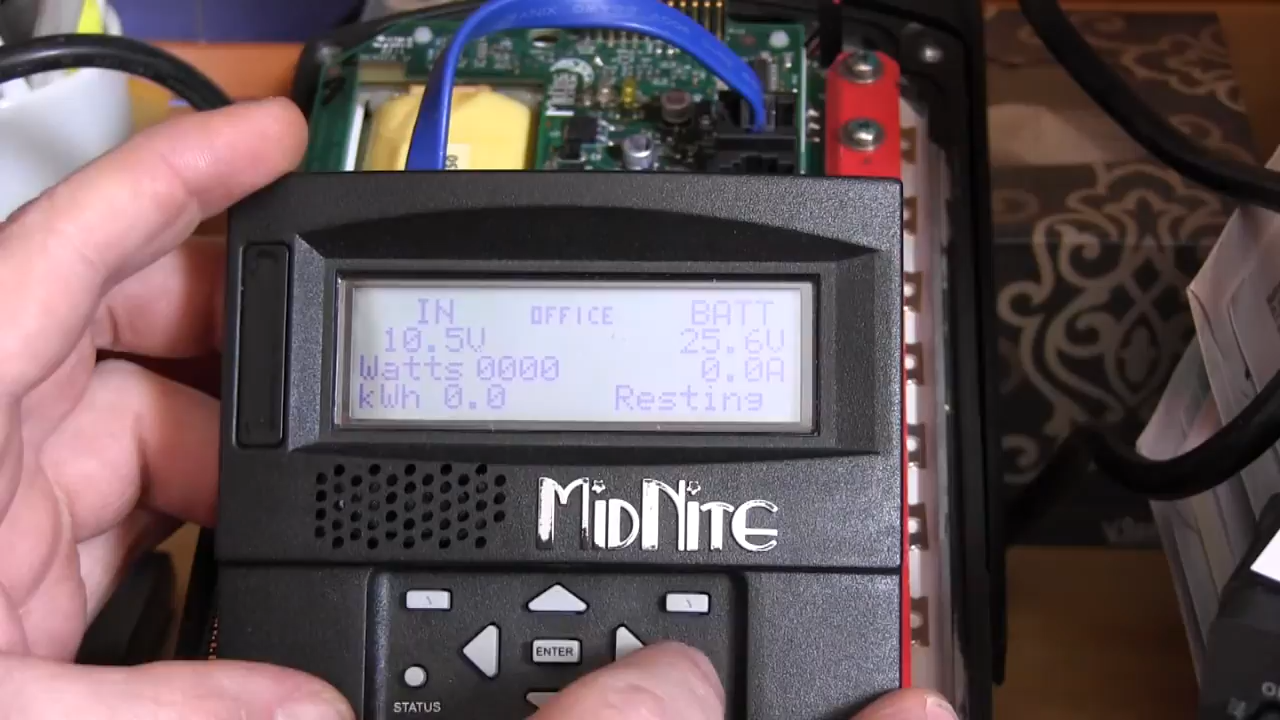 IN OFFICE BATT
10.5V 25.6V
Watts 0000 0.0A
kWh 0.0 Resting
MIDNITE
ENTER
STATUS